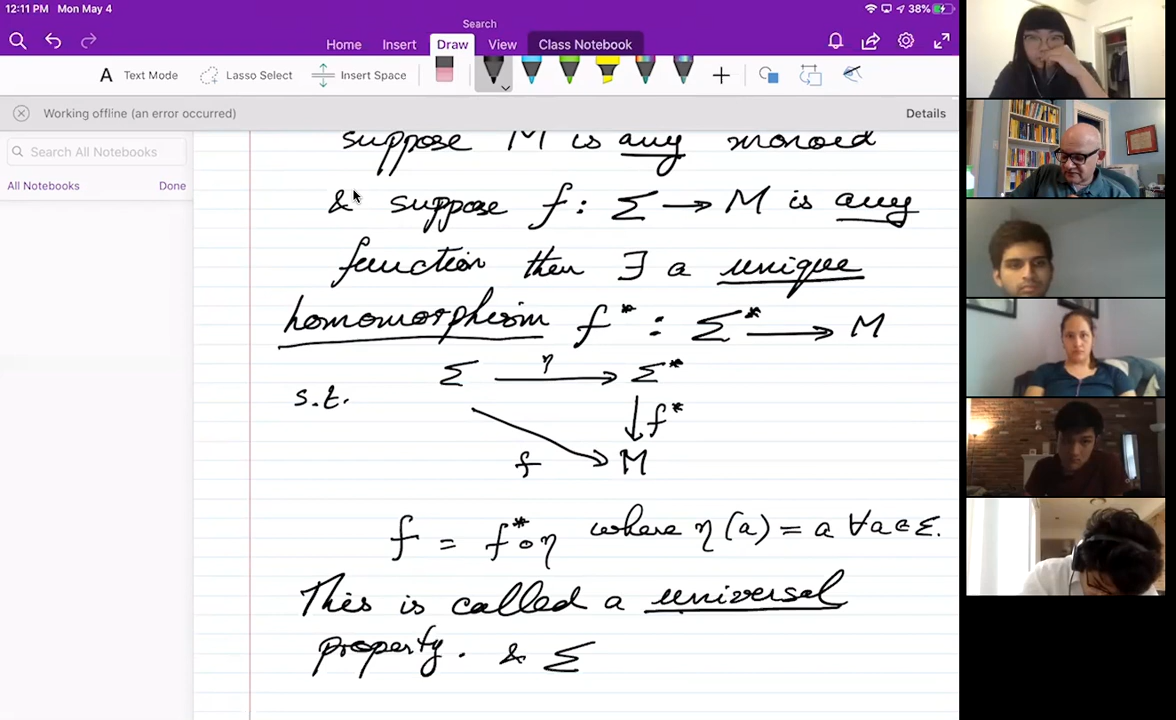 12:11 PM Mon May 4
38%
Search
Home Insert Draw View Class Notebook
Text Mode Lasso Select Insert Space
Working offline (an error occurred) Details
Search All Notebooks
All Notebooks Done
suppose M is any monoid
& suppose f: Σ → M is any
function then ∃ a unique
homomorphism f* : Σ* → M
Σ η→ Σ*
s.t.
↓ f*
f M
f = f*∘η where η(a) = a ∀a∈Σ.
This is called a universal
property. & Σ